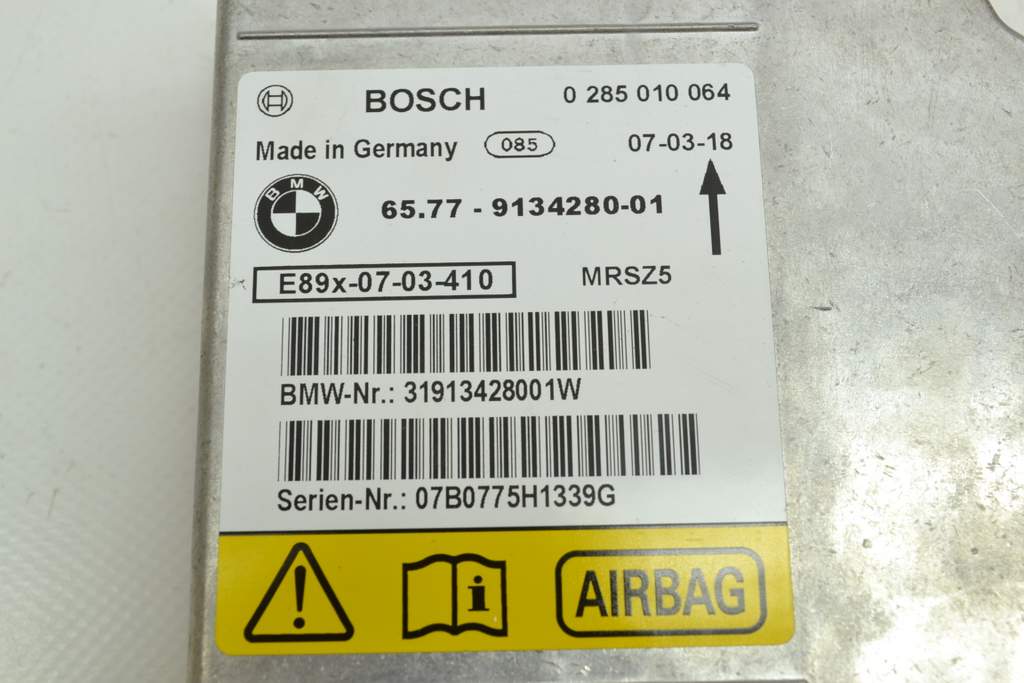 BOSCH 0 285 010 064
Made in Germany 085 07-03-18
BMW
65.77 - 9134280-01
E89x-07-03-410 MRSZ5
BMW-Nr.: 31913428001W
Serien-Nr.: 07B0775H1339G
i AIRBAG